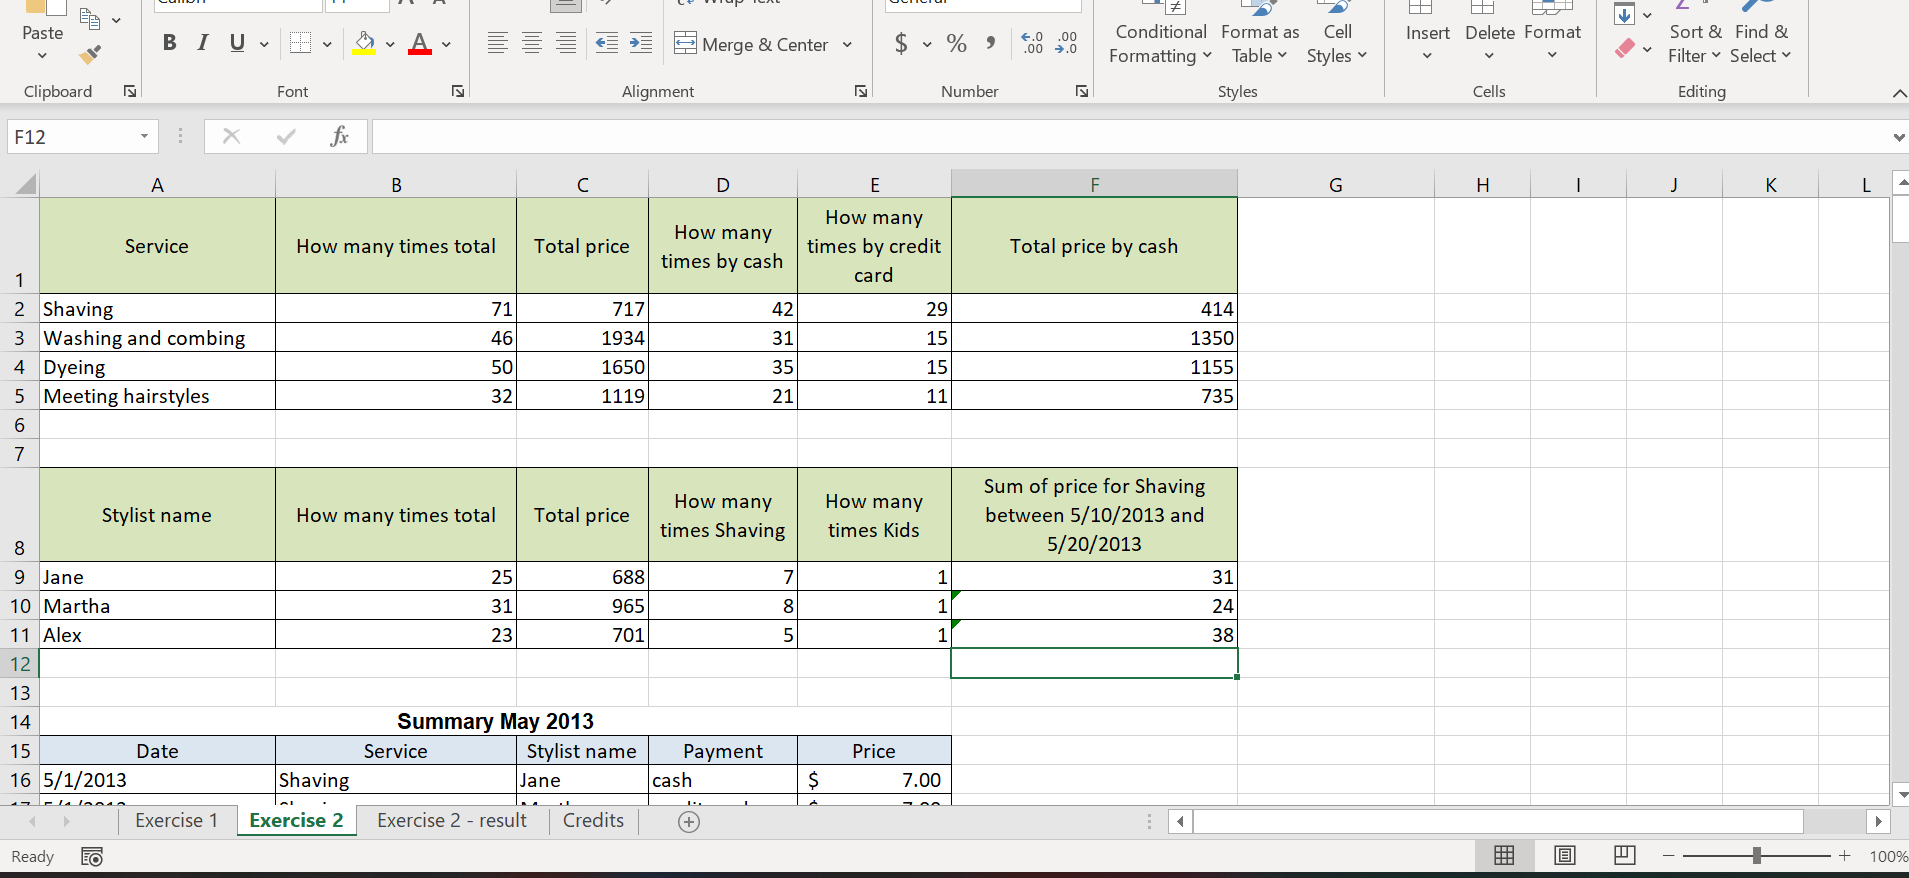 Paste
B I U
Merge & Center
$ % 9
Conditional Formatting
Format as Table
Cell Styles
Insert Delete Format
Sort & Filter
Find & Select
Clipboard Font Alignment Number Styles Cells Editing
F12 fx
A B C D E F G H I J K L
1 Service How many times total Total price How many times by cash How many times by credit card Total price by cash
2 Shaving 71 717 42 29 414
3 Washing and combing 46 1934 31 15 1350
4 Dyeing 50 1650 35 15 1155
5 Meeting hairstyles 32 1119 21 11 735
6
7
8 Stylist name How many times total Total price How many times Shaving How many times Kids Sum of price for Shaving between 5/10/2013 and 5/20/2013
9 Jane 25 688 7 1 31
10 Martha 31 965 8 1 24
11 Alex 23 701 5 1 38
12
13
14 Summary May 2013
15 Date Service Stylist name Payment Price
16 5/1/2013 Shaving Jane cash $ 7.00
Exercise 1 Exercise 2 Exercise 2 - result Credits
Ready 100%